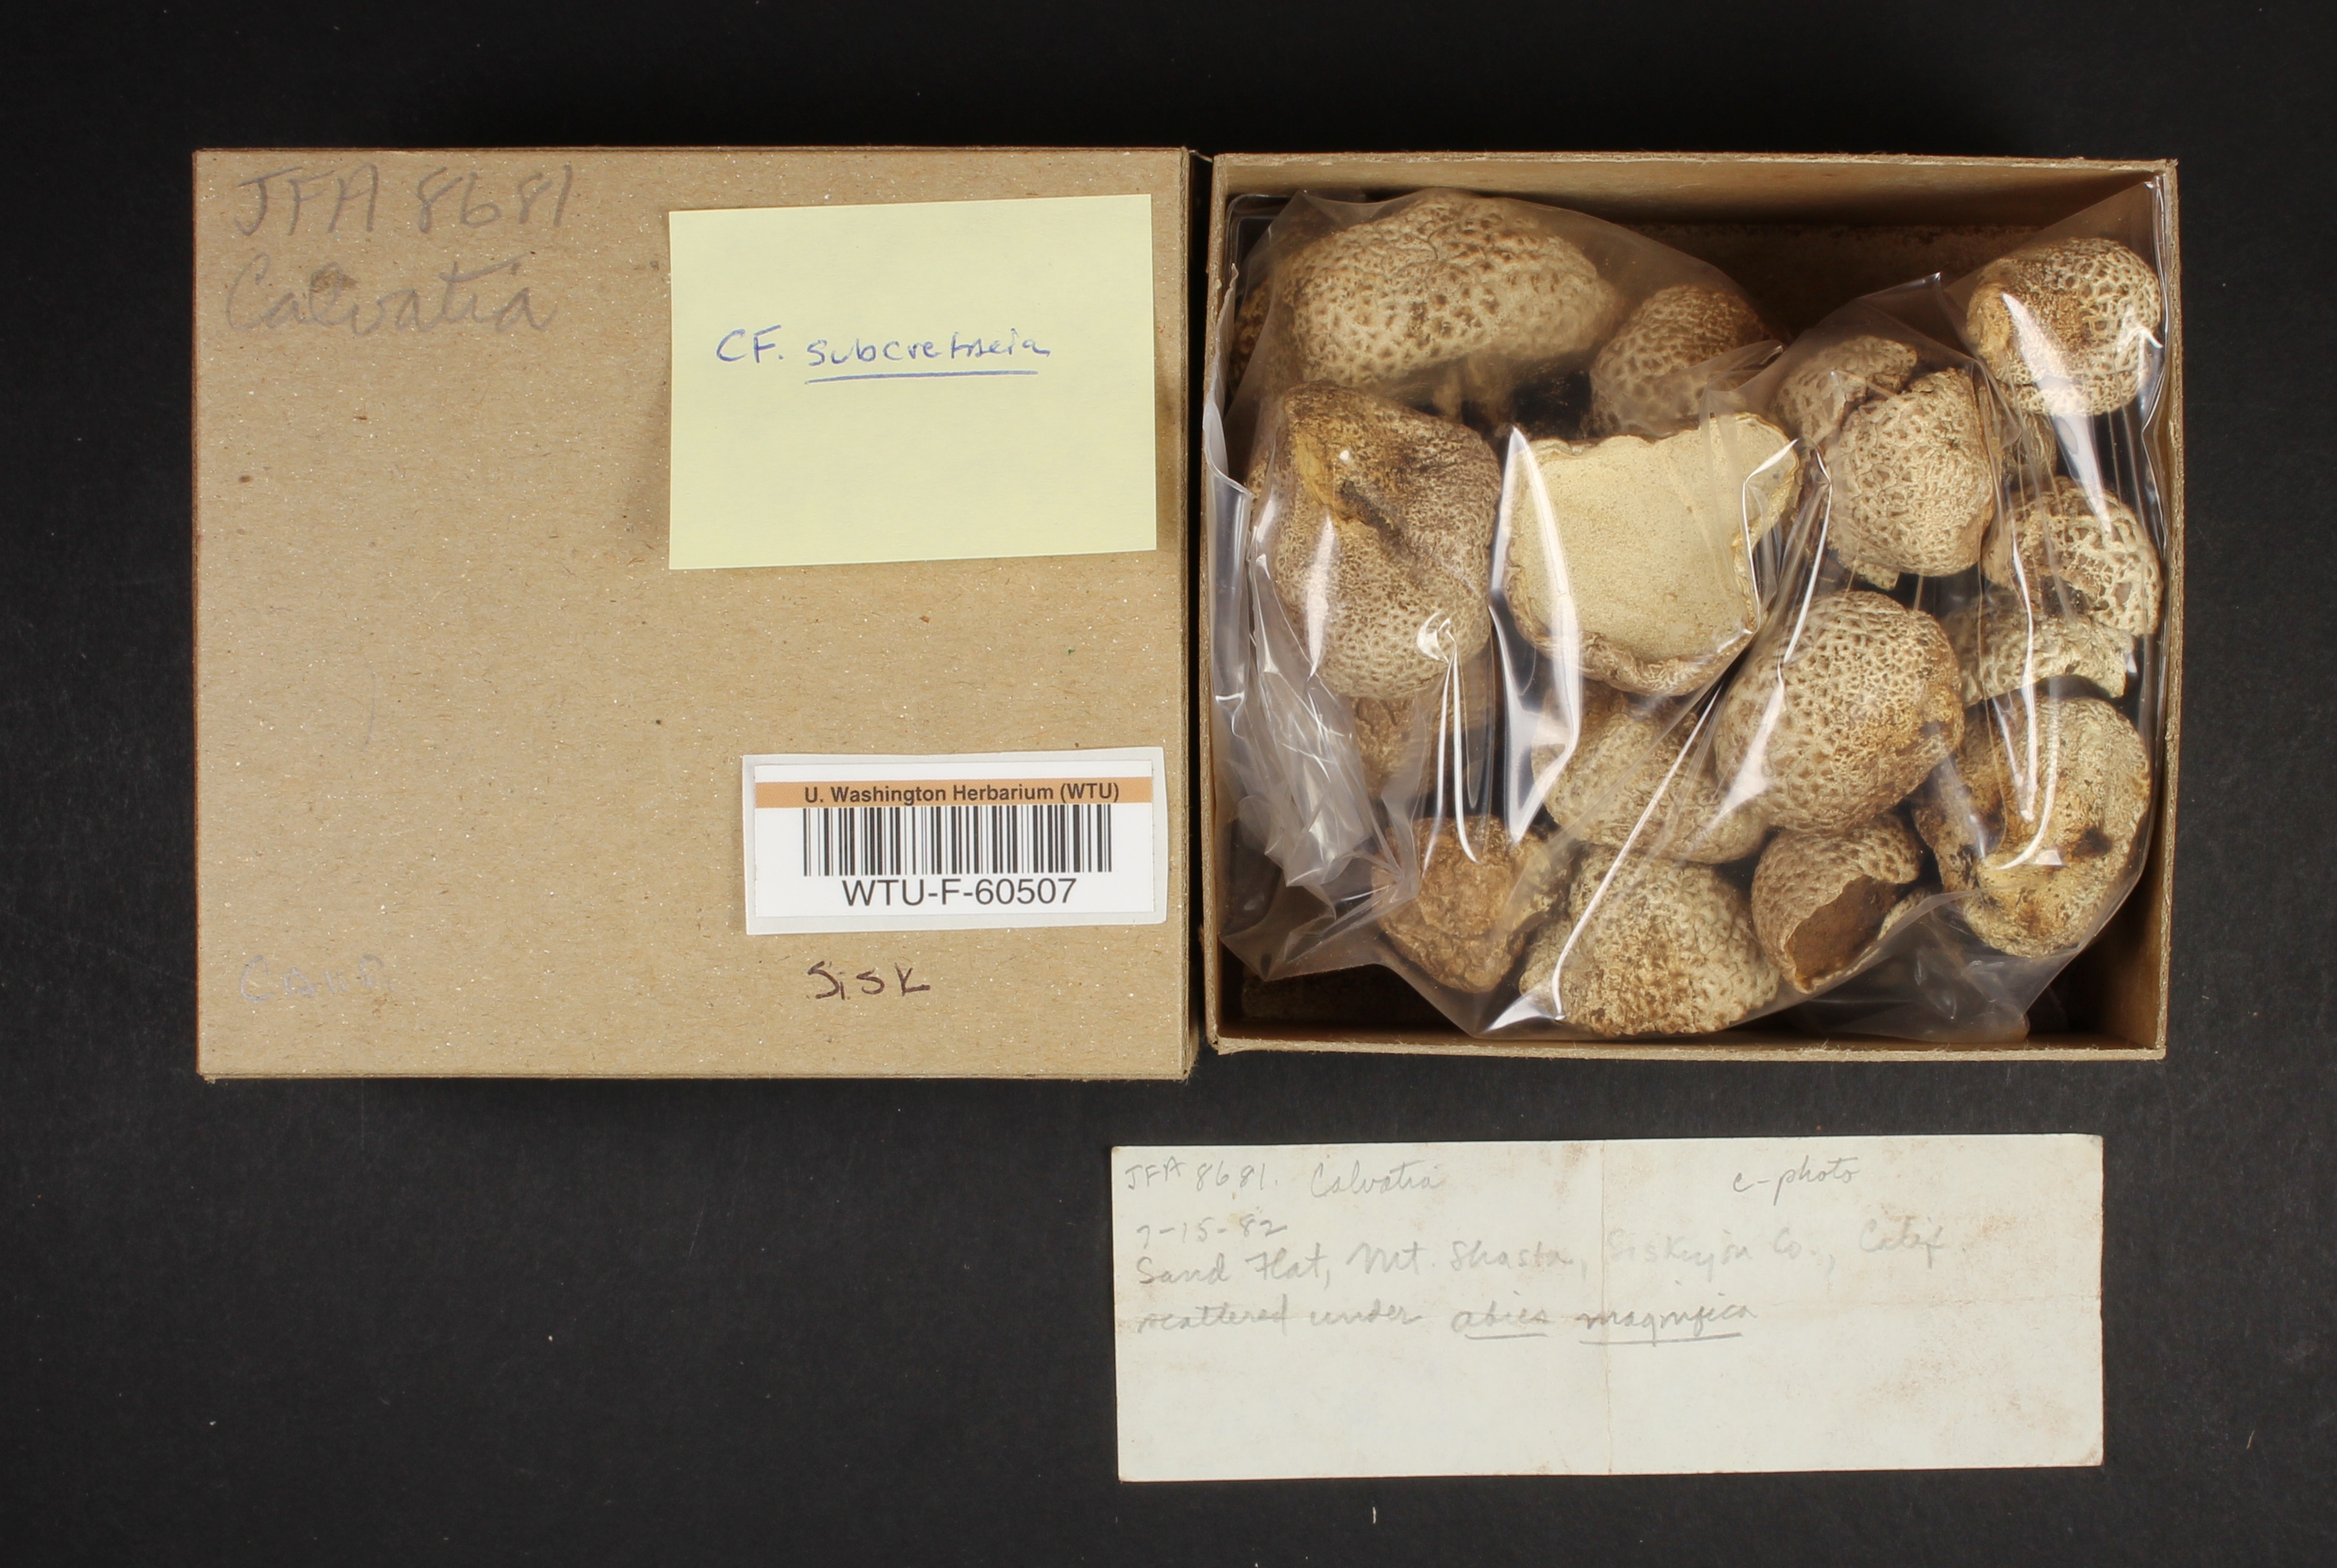 JFA 8681
Calvatia
CF. subcretacea
U. Washington Herbarium (WTU)
WTU-F-60507
Calif.
Sisk
JFA 8681. Calvatia c-photo
7-15-82
Sand Flat, Mt. Shasta, Siskiyou Co., Calif.
scattered under abies magnifica